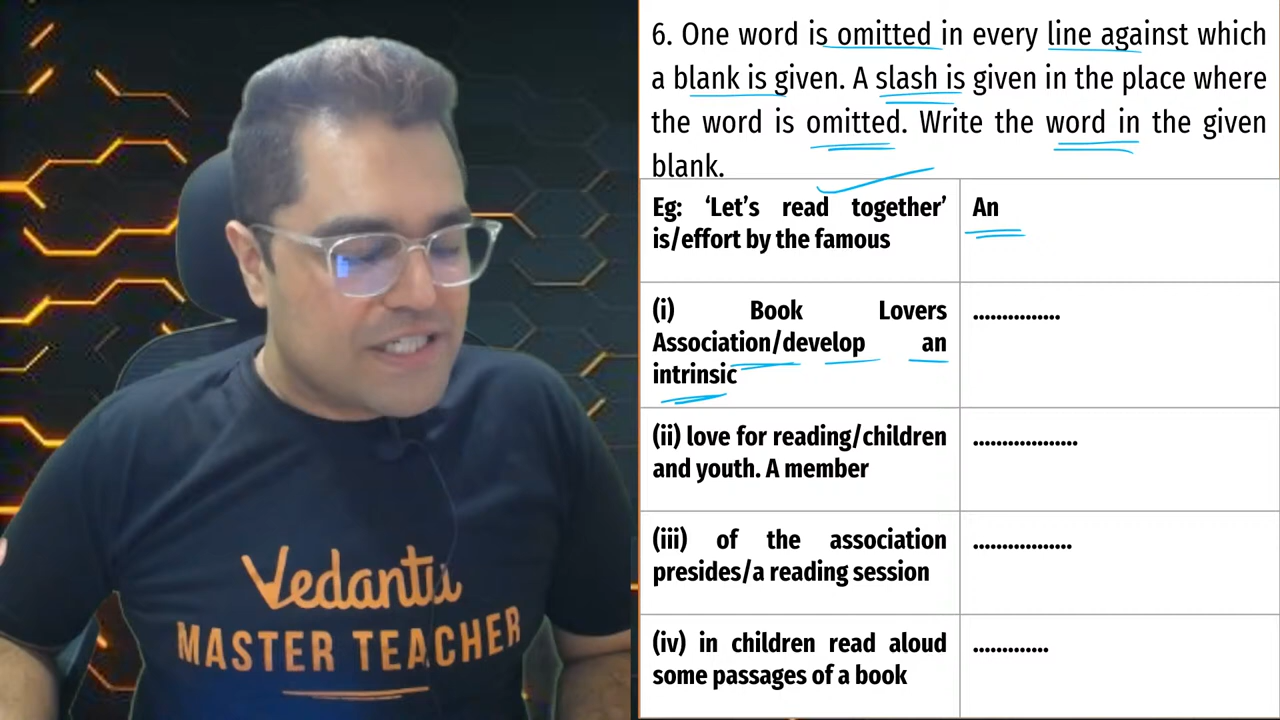 6. One word is omitted in every line against which
a blank is given. A slash is given in the place where
the word is omitted. Write the word in the given
blank.
Eg: ‘Let’s read together’
is/effort by the famous
An
(i) Book Lovers
Association/develop an
intrinsic
...............
(ii) love for reading/children
and youth. A member
..................
(iii) of the association
presides/a reading session
.................
(iv) in children read aloud
some passages of a book
.............
Vedantu
MASTER TEACHER